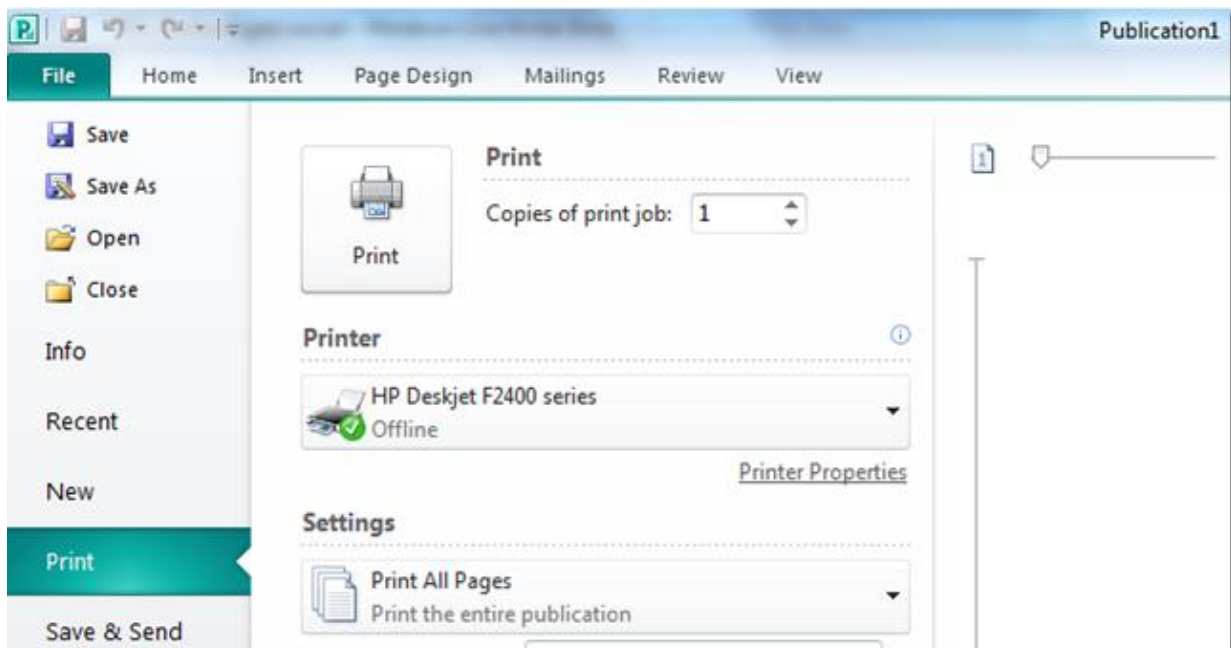 Publication1
File Home Insert Page Design Mailings Review View
Save
Save As
Open
Close
Info
Recent
New
Print
Save & Send
Print
Print
Copies of print job: 1
Printer
HP Deskjet F2400 series
Offline
Printer Properties
Settings
Print All Pages
Print the entire publication
1